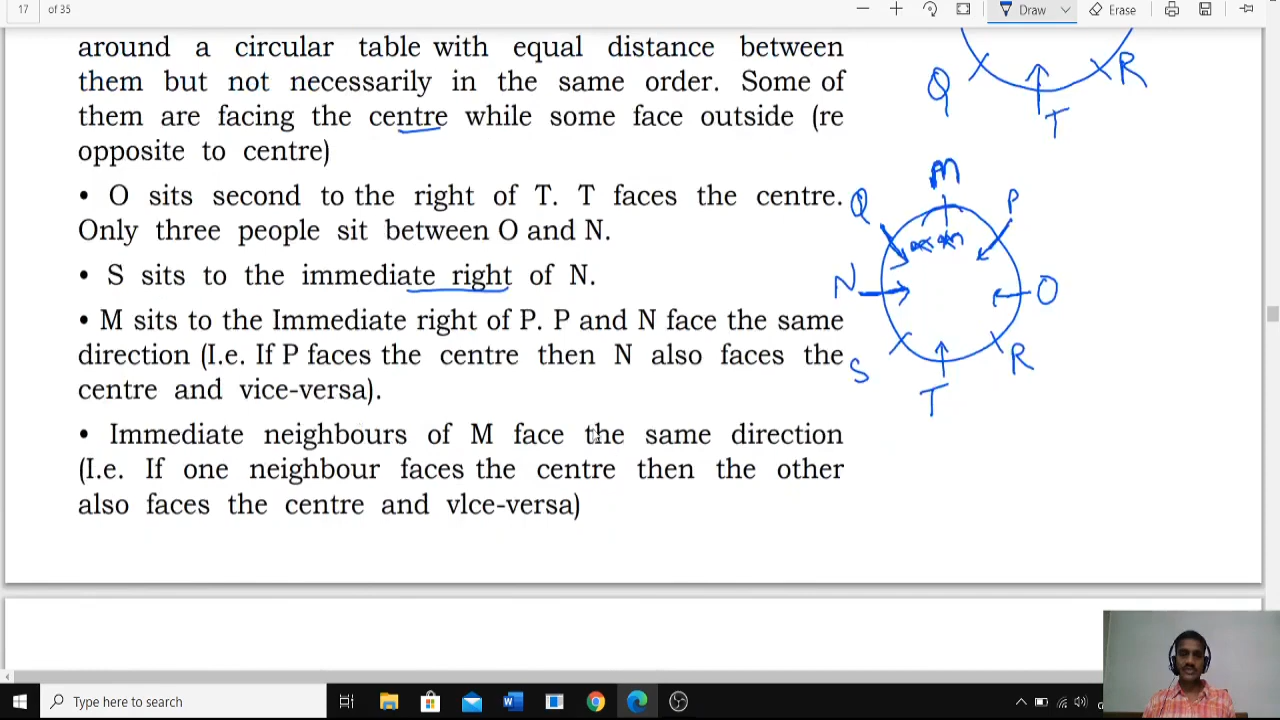 17 of 35
Draw Erase
around a circular table with equal distance between
them but not necessarily in the same order. Some of
them are facing the centre while some face outside (re
opposite to centre)
• O sits second to the right of T. T faces the centre.
Only three people sit between O and N.
• S sits to the immediate right of N.
• M sits to the Immediate right of P. P and N face the same
direction (I.e. If P faces the centre then N also faces the
centre and vice-versa).
• Immediate neighbours of M face the same direction
(I.e. If one neighbour faces the centre then the other
also faces the centre and vlce-versa)
Q
R
T
M
Q
P
N
O
S
R
T
Type here to search